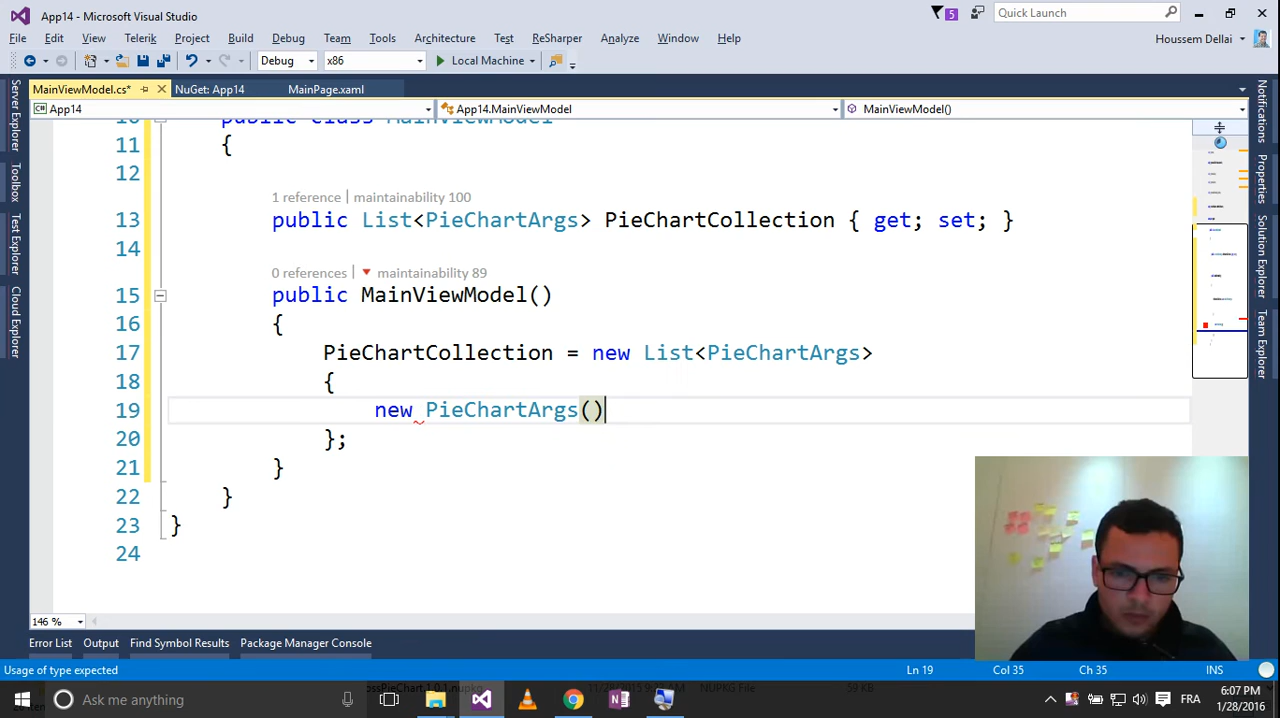 App14 - Microsoft Visual Studio
5
Quick Launch
File Edit View Telerik Project Build Debug Team Tools Architecture Test ReSharper Analyze Window Help
Houssem Dellai
Debug x86 Local Machine
MainViewModel.cs* NuGet: App14 MainPage.xaml
App14 App14.MainViewModel MainViewModel()
Server Explorer
Toolbox
Test Explorer
Cloud Explorer
10 public class MainViewModel
11 {
12
1 reference | maintainability 100
13 public List<PieChartArgs> PieChartCollection { get; set; }
14
0 references | maintainability 89
15 public MainViewModel()
16 {
17 PieChartCollection = new List<PieChartArgs>
18 {
19 new PieChartArgs()
20 };
21 }
22 }
23 }
24
Notifications
Properties
Solution Explorer
Team Explorer
146 %
Error List Output Find Symbol Results Package Manager Console
Usage of type expected Ln 19 Col 35 Ch 35 INS
Ask me anything
FRA
6:07 PM
1/28/2016